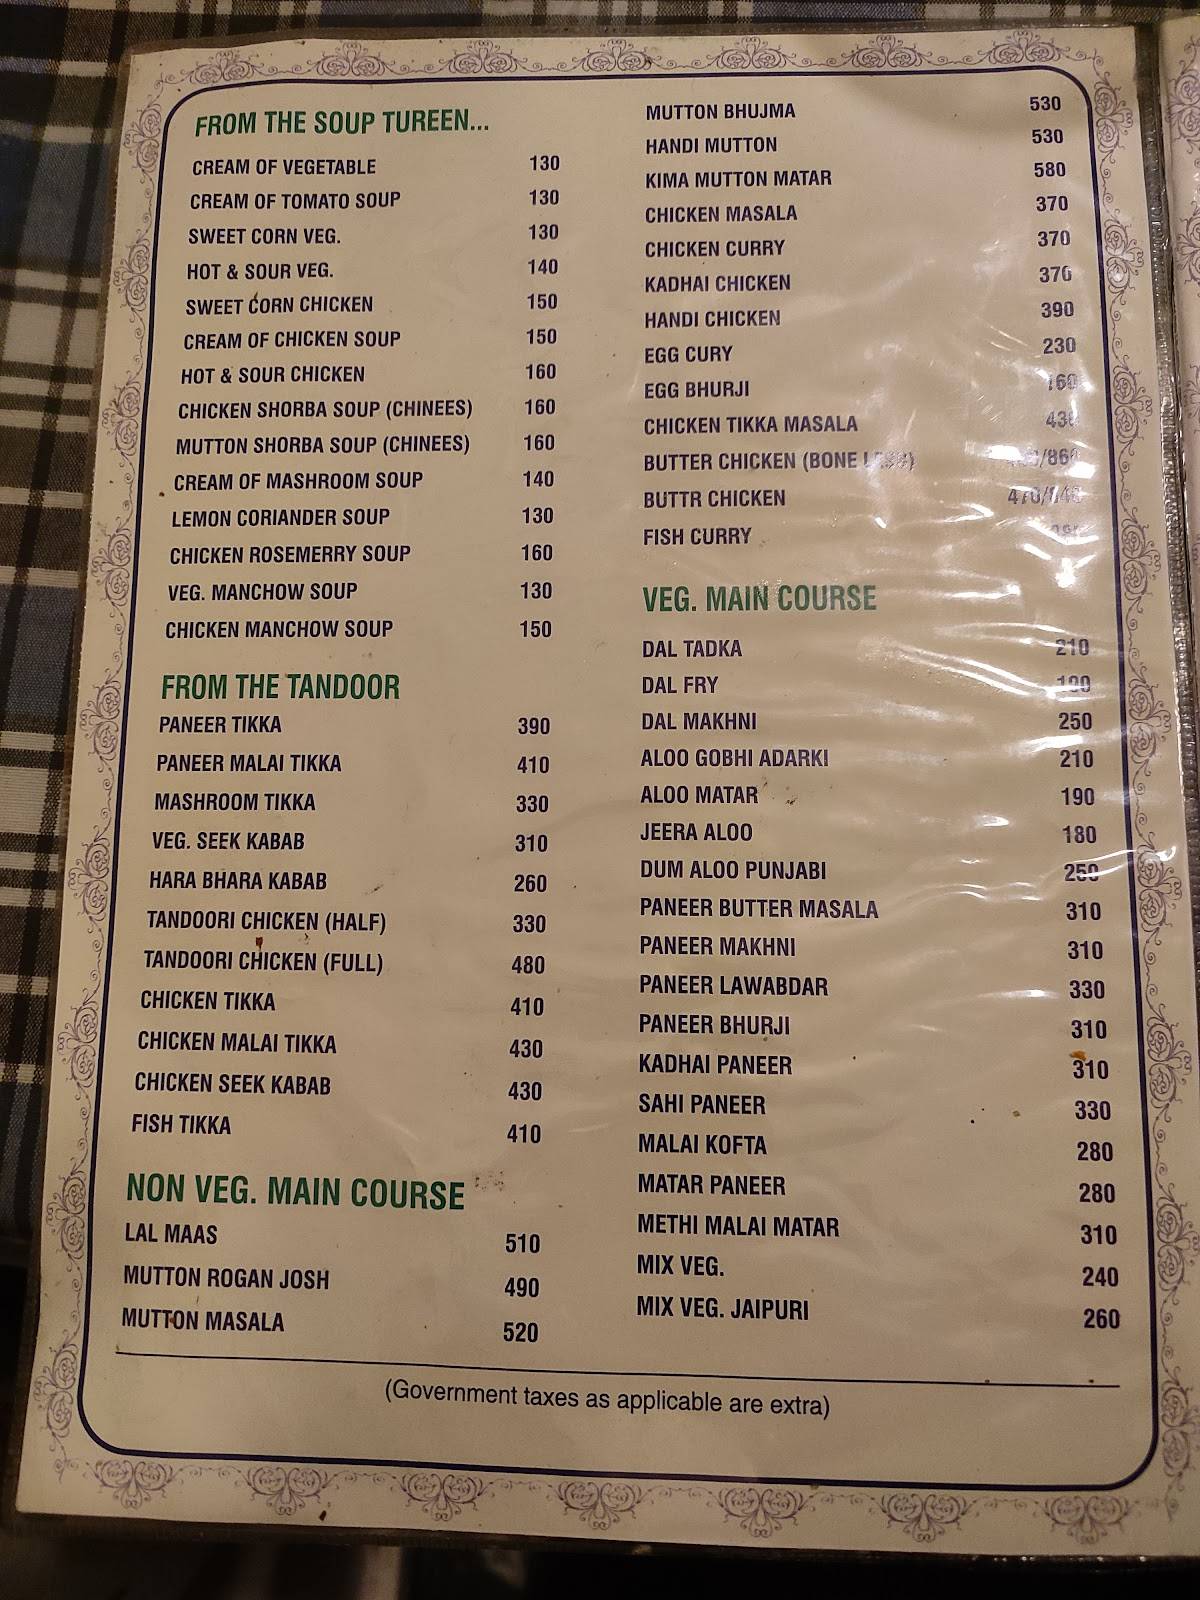 FROM THE SOUP TUREEN...
CREAM OF VEGETABLE 130
CREAM OF TOMATO SOUP 130
SWEET CORN VEG. 130
HOT & SOUR VEG. 140
SWEET CORN CHICKEN 150
CREAM OF CHICKEN SOUP 150
HOT & SOUR CHICKEN 160
CHICKEN SHORBA SOUP (CHINEES) 160
MUTTON SHORBA SOUP (CHINEES) 160
CREAM OF MASHROOM SOUP 140
LEMON CORIANDER SOUP 130
CHICKEN ROSEMERRY SOUP 160
VEG. MANCHOW SOUP 130
CHICKEN MANCHOW SOUP 150
FROM THE TANDOOR
PANEER TIKKA 390
PANEER MALAI TIKKA 410
MASHROOM TIKKA 330
VEG. SEEK KABAB 310
HARA BHARA KABAB 260
TANDOORI CHICKEN (HALF) 330
TANDOORI CHICKEN (FULL) 480
CHICKEN TIKKA 410
CHICKEN MALAI TIKKA 430
CHICKEN SEEK KABAB 430
FISH TIKKA 410
NON VEG. MAIN COURSE
LAL MAAS 510
MUTTON ROGAN JOSH 490
MUTTON MASALA 520
MUTTON BHUJMA 530
HANDI MUTTON 530
KIMA MUTTON MATAR 580
CHICKEN MASALA 370
CHICKEN CURRY 370
KADHAI CHICKEN 370
HANDI CHICKEN 390
EGG CURY 230
EGG BHURJI 160
CHICKEN TIKKA MASALA 430
BUTTER CHICKEN (BONE
BUTTR CHICKEN
FISH CURRY
VEG. MAIN COURSE
DAL TADKA 210
DAL FRY
DAL MAKHNI 250
ALOO GOBHI ADARKI 210
ALOO MATAR 190
JEERA ALOO 180
DUM ALOO PUNJABI 250
PANEER BUTTER MASALA 310
PANEER MAKHNI 310
PANEER LAWABDAR 330
PANEER BHURJI 310
KADHAI PANEER 310
SAHI PANEER 330
MALAI KOFTA 280
MATAR PANEER 280
METHI MALAI MATAR 310
MIX VEG. 240
MIX VEG. JAIPURI 260
(Government taxes as applicable are extra)